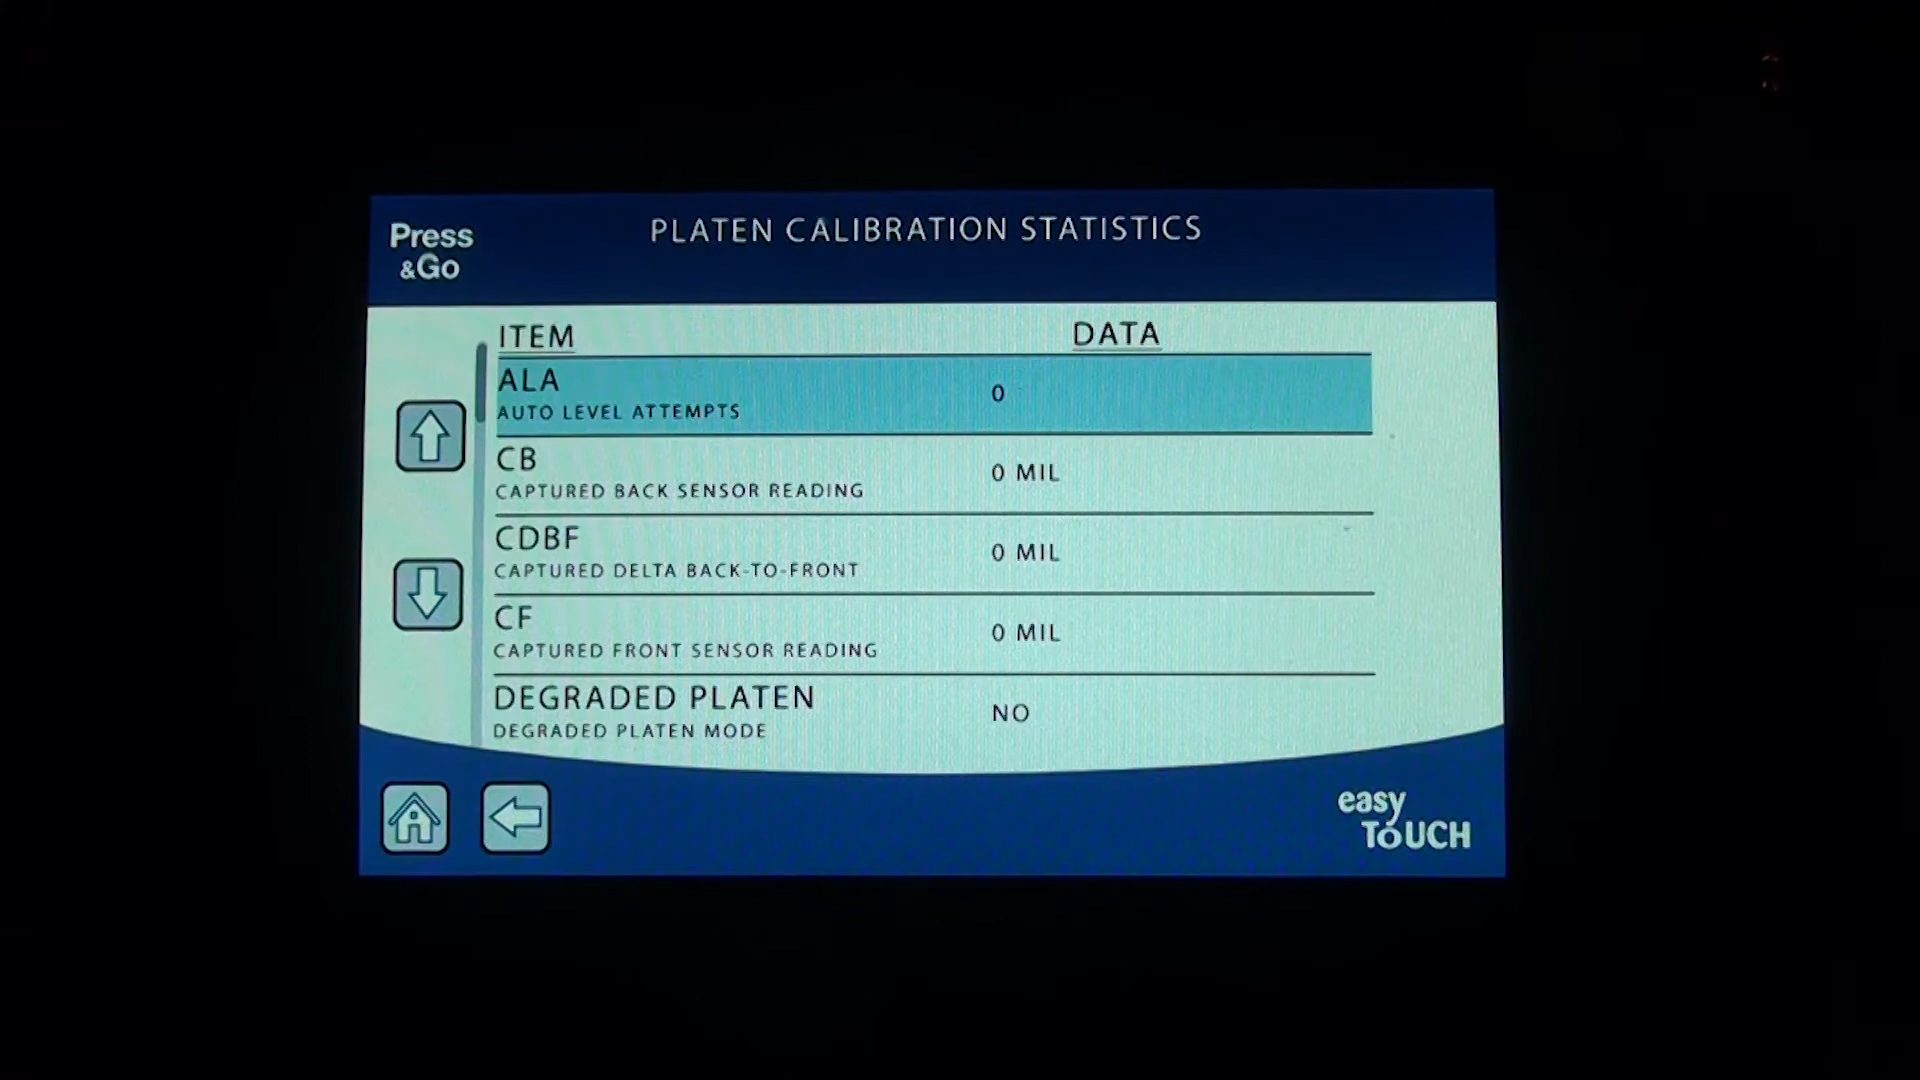 Press
&Go
PLATEN CALIBRATION STATISTICS
ITEM DATA
ALA
AUTO LEVEL ATTEMPTS
0
CB
CAPTURED BACK SENSOR READING
0 MIL
CDBF
CAPTURED DELTA BACK-TO-FRONT
0 MIL
CF
CAPTURED FRONT SENSOR READING
0 MIL
DEGRADED PLATEN
DEGRADED PLATEN MODE
NO
easy
TOUCH